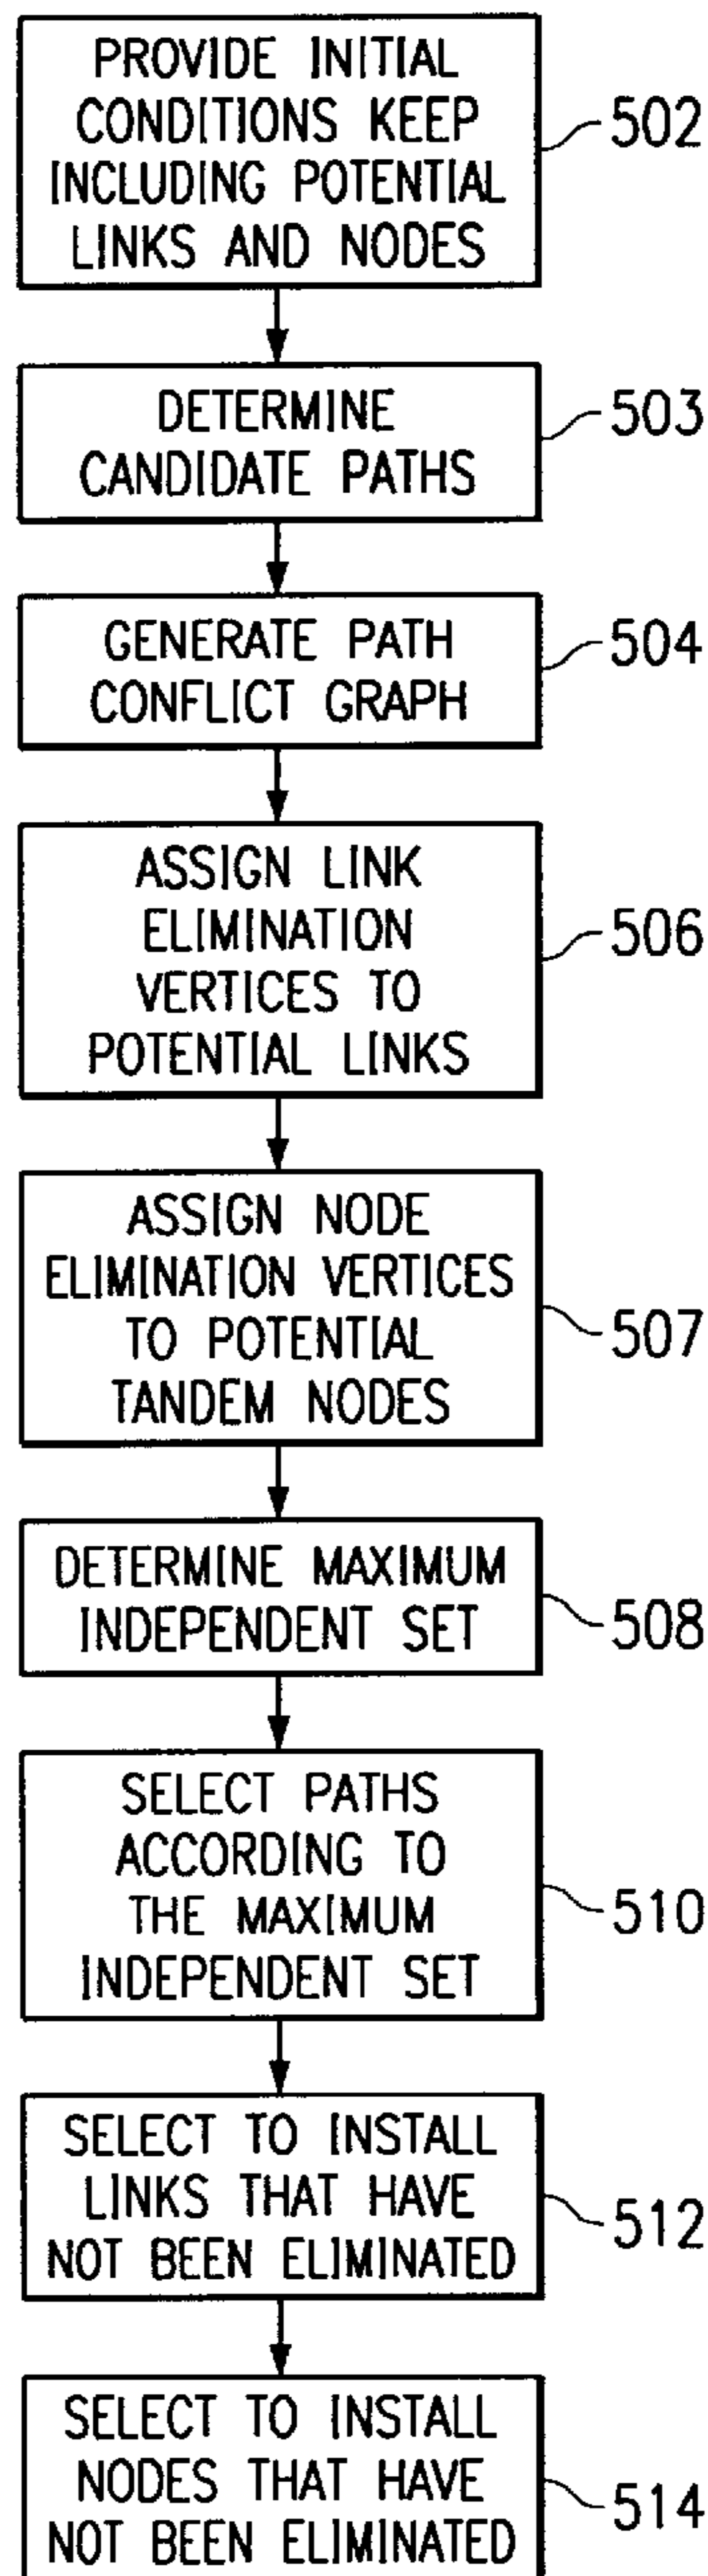 PROVIDE INITIAL
CONDITIONS KEEP
INCLUDING POTENTIAL
LINKS AND NODES
502
DETERMINE
CANDIDATE PATHS
503
GENERATE PATH
CONFLICT GRAPH
504
ASSIGN LINK
ELIMINATION
VERTICES TO
POTENTIAL LINKS
506
ASSIGN NODE
ELIMINATION VERTICES
TO POTENTIAL
TANDEM NODES
507
DETERMINE MAXIMUM
INDEPENDENT SET
508
SELECT PATHS
ACCORDING TO
THE MAXIMUM
INDEPENDENT SET
510
SELECT TO INSTALL
LINKS THAT HAVE
NOT BEEN ELIMINATED
512
SELECT TO INSTALL
NODES THAT HAVE
NOT BEEN ELIMINATED
514